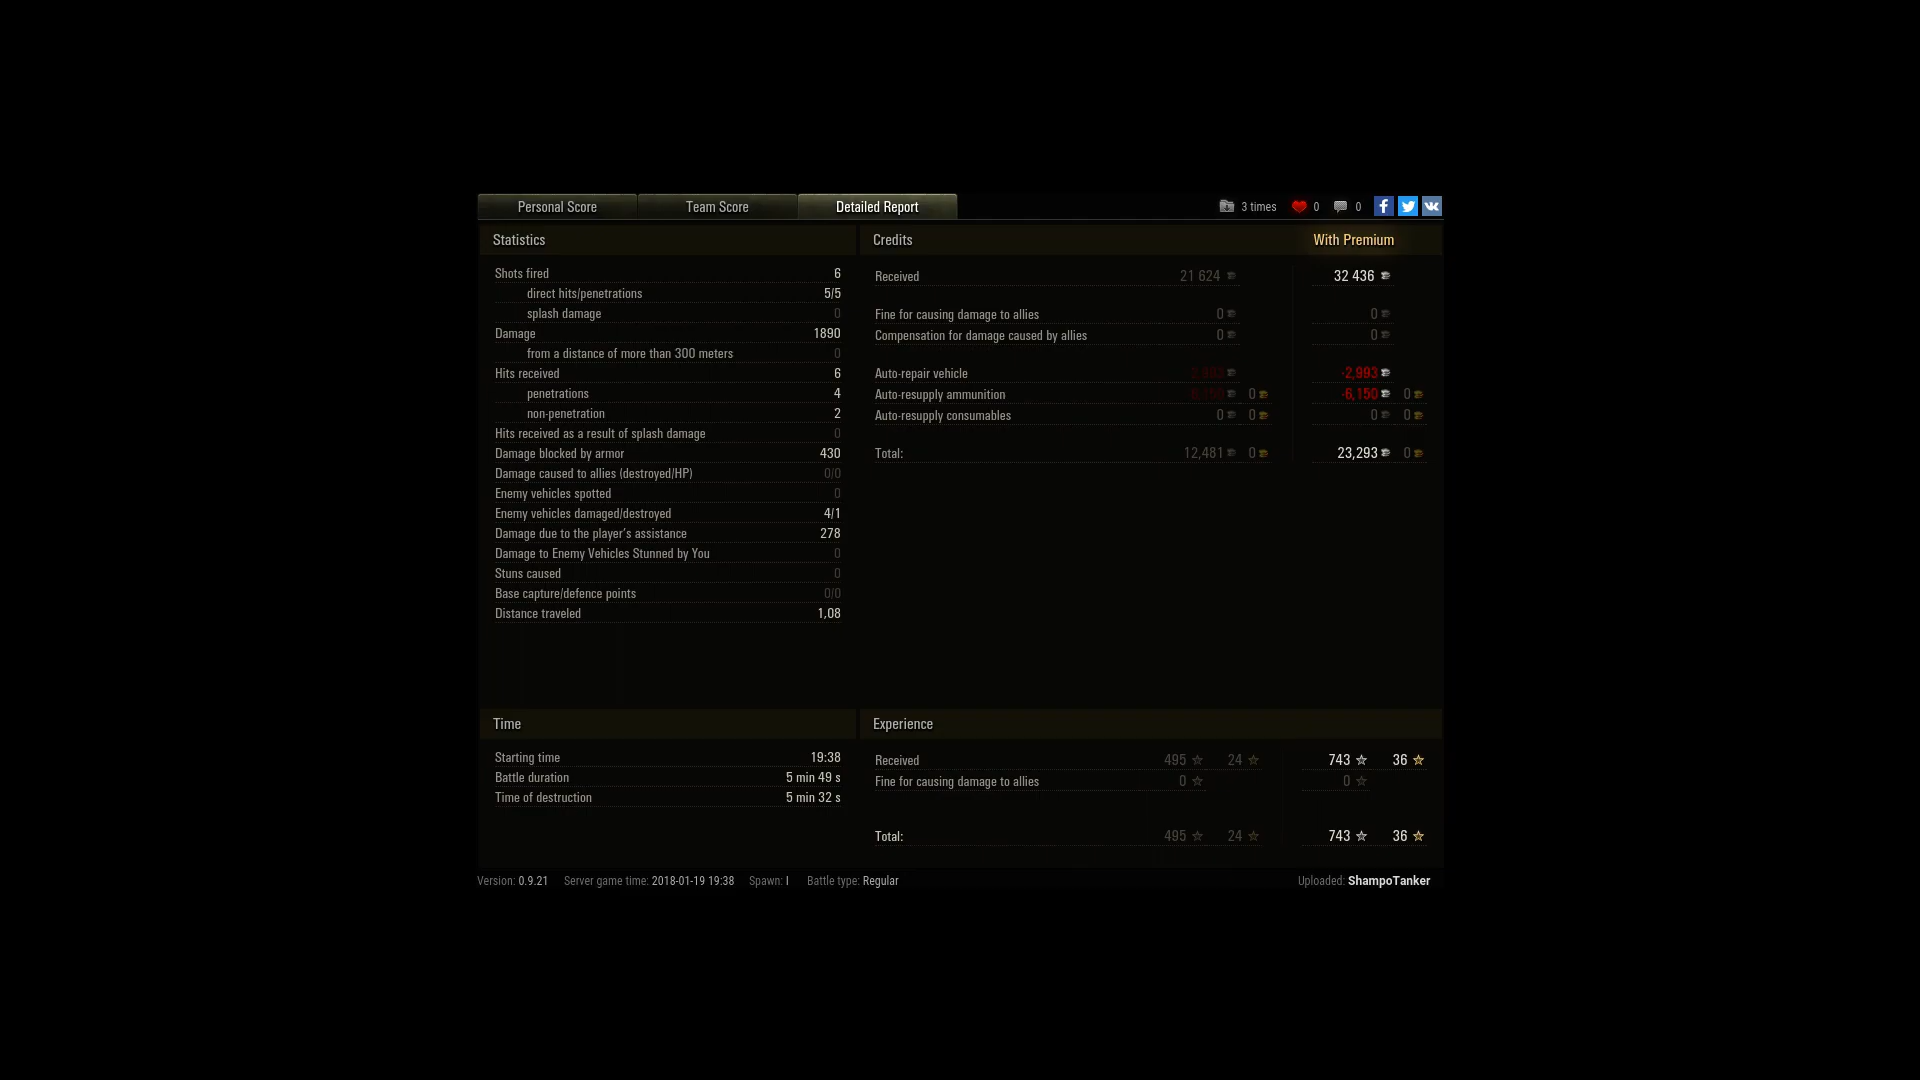 Personal Score Team Score Detailed Report 3 times 0 0
Statistics
Shots fired 6
direct hits/penetrations 5/5
splash damage 0
Damage 1890
from a distance of more than 300 meters 0
Hits received 6
penetrations 4
non-penetration 2
Hits received as a result of splash damage 0
Damage blocked by armor 430
Damage caused to allies (destroyed/HP) 0/0
Enemy vehicles spotted 0
Enemy vehicles damaged/destroyed 4/1
Damage due to the player's assistance 278
Damage to Enemy Vehicles Stunned by You 0
Stuns caused 0
Base capture/defence points 0/0
Distance traveled 1,08
Credits With Premium
Received 21 624 32 436
Fine for causing damage to allies 0 0
Compensation for damage caused by allies 0 0
Auto-repair vehicle -2,993
Auto-resupply ammunition 0 -6,150 0
Auto-resupply consumables 0 0 0 0
Total: 12,481 0 23,293 0
Time
Starting time 19:38
Battle duration 5 min 49 s
Time of destruction 5 min 32 s
Experience
Received 495 24 743 36
Fine for causing damage to allies 0 0
Total: 495 24 743 36
Version: 0.9.21 Server game time: 2018-01-19 19:38 Spawn: I Battle type: Regular Uploaded: ShampoTanker